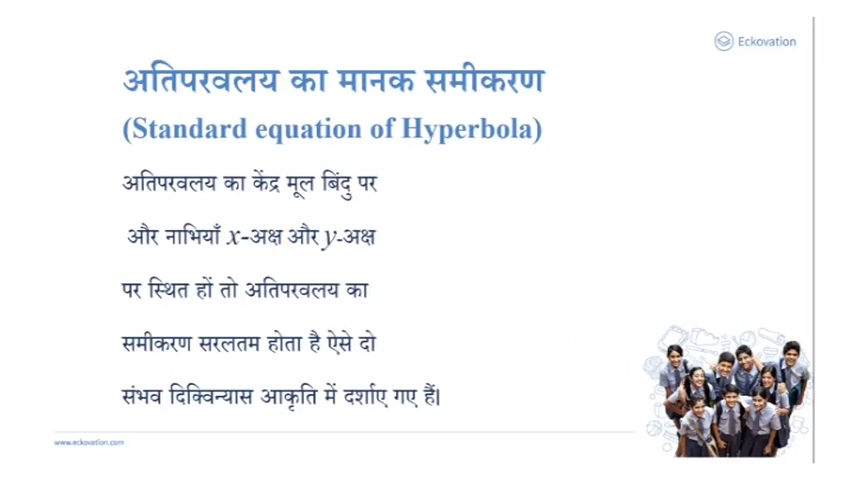 Eckovation
अतिपरवलय का मानक समीकरण
(Standard equation of Hyperbola)
अतिपरवलय का केंद्र मूल बिंदु पर
और नाभियाँ x-अक्ष और y-अक्ष
पर स्थित हों तो अतिपरवलय का
समीकरण सरलतम होता है ऐसे दो
संभव दिक्विन्यास आकृति में दर्शाए गए हैं।
www.eckovation.com